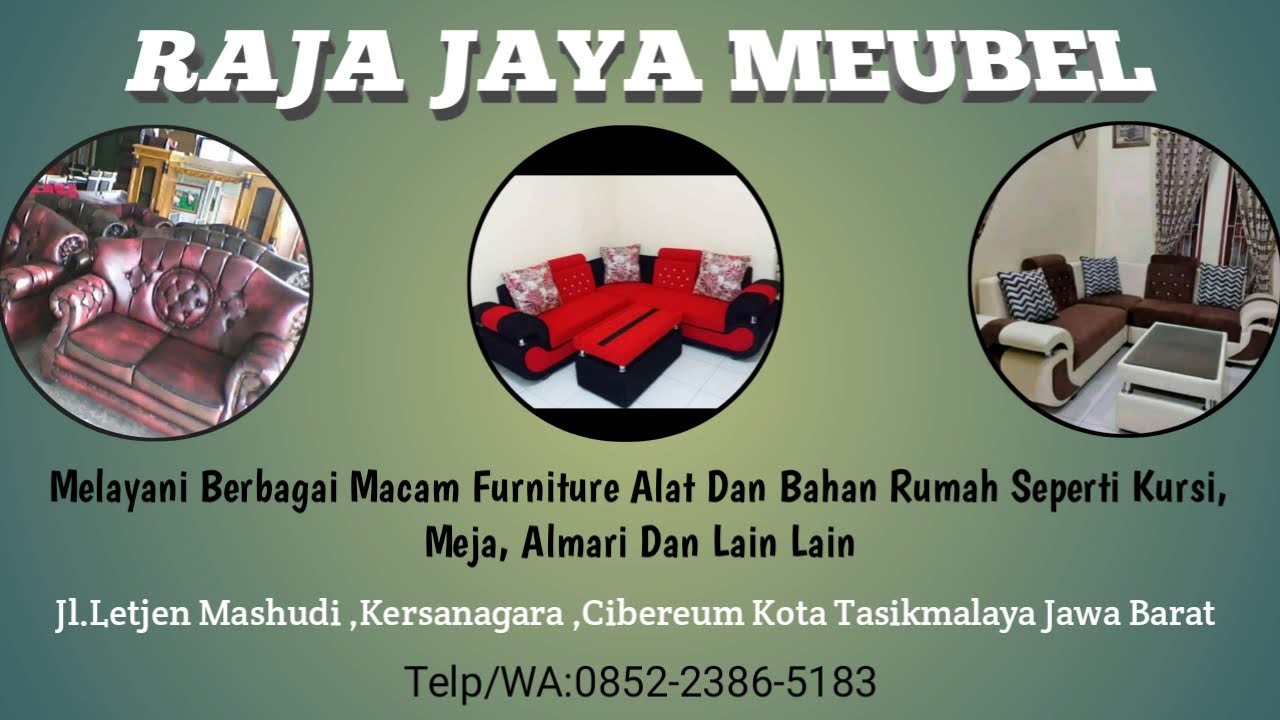 RAJA JAYA MEUBEL
Melayani Berbagai Macam Furniture Alat Dan Bahan Rumah Seperti Kursi,
Meja, Almari Dan Lain Lain
Jl.Letjen Mashudi ,Kersanagara ,Cibereum Kota Tasikmalaya Jawa Barat
Telp/WA:0852-2386-5183